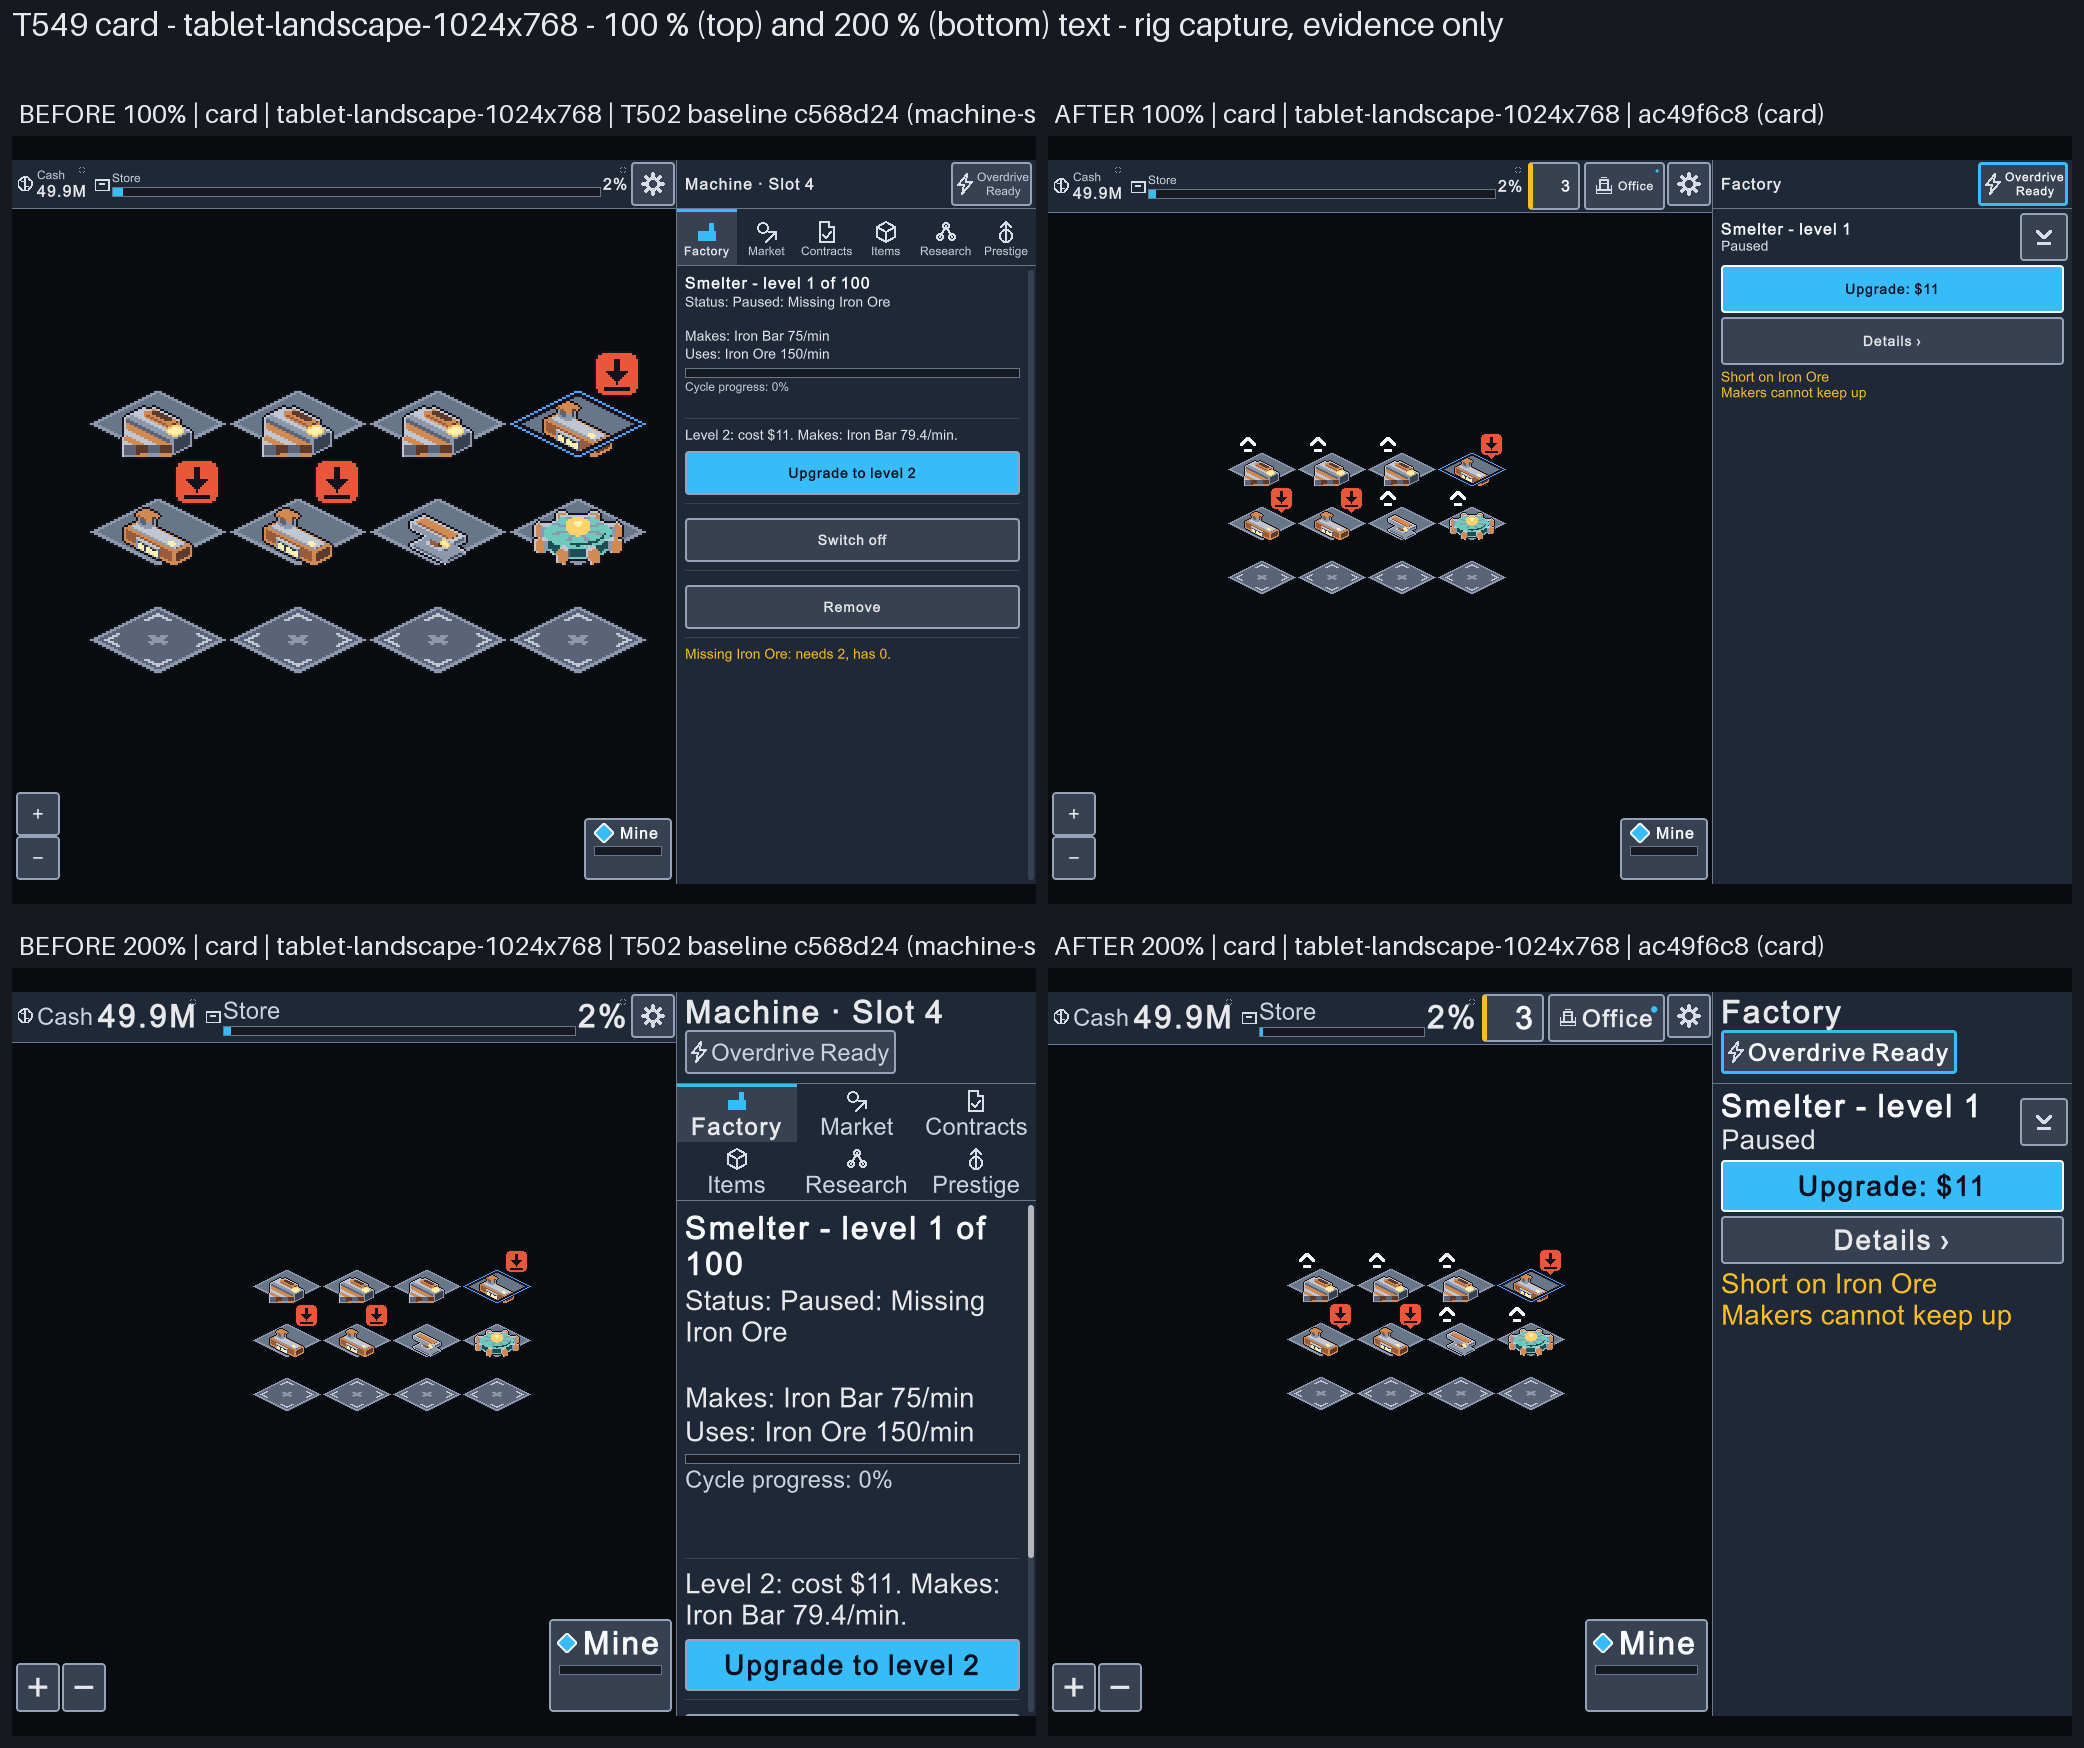 T549 card - tablet-landscape-1024x768 - 100 % (top) and 200 % (bottom) text - rig capture, evidence only
BEFORE 100% | card | tablet-landscape-1024x768 | T502 baseline c568d24 (machine-s
Cash
49.9M
Store
2%
Machine · Slot 4
Overdrive
Ready
Factory
Market
Contracts
Items
Research
Prestige
Smelter - level 1 of 100
Status: Paused: Missing Iron Ore
Makes: Iron Bar 75/min
Uses: Iron Ore 150/min
Cycle progress: 0%
Level 2: cost $11. Makes: Iron Bar 79.4/min.
Upgrade to level 2
Switch off
Remove
Missing Iron Ore: needs 2, has 0.
+
−
Mine
AFTER 100% | card | tablet-landscape-1024x768 | ac49f6c8 (card)
Cash
49.9M
Store
2%
3
Office
Factory
Overdrive
Ready
Smelter - level 1
Paused
Upgrade: $11
Details ›
Short on Iron Ore
Makers cannot keep up
+
−
Mine
BEFORE 200% | card | tablet-landscape-1024x768 | T502 baseline c568d24 (machine-s
Cash 49.9M
Store
2%
Machine · Slot 4
Overdrive Ready
Factory
Market
Contracts
Items
Research
Prestige
Smelter - level 1 of
100
Status: Paused: Missing
Iron Ore
Makes: Iron Bar 75/min
Uses: Iron Ore 150/min
Cycle progress: 0%
Level 2: cost $11. Makes:
Iron Bar 79.4/min.
Upgrade to level 2
+ −
Mine
AFTER 200% | card | tablet-landscape-1024x768 | ac49f6c8 (card)
Cash 49.9M
Store
2%
3
Office
Factory
Overdrive Ready
Smelter - level 1
Paused
Upgrade: $11
Details ›
Short on Iron Ore
Makers cannot keep up
+ −
Mine